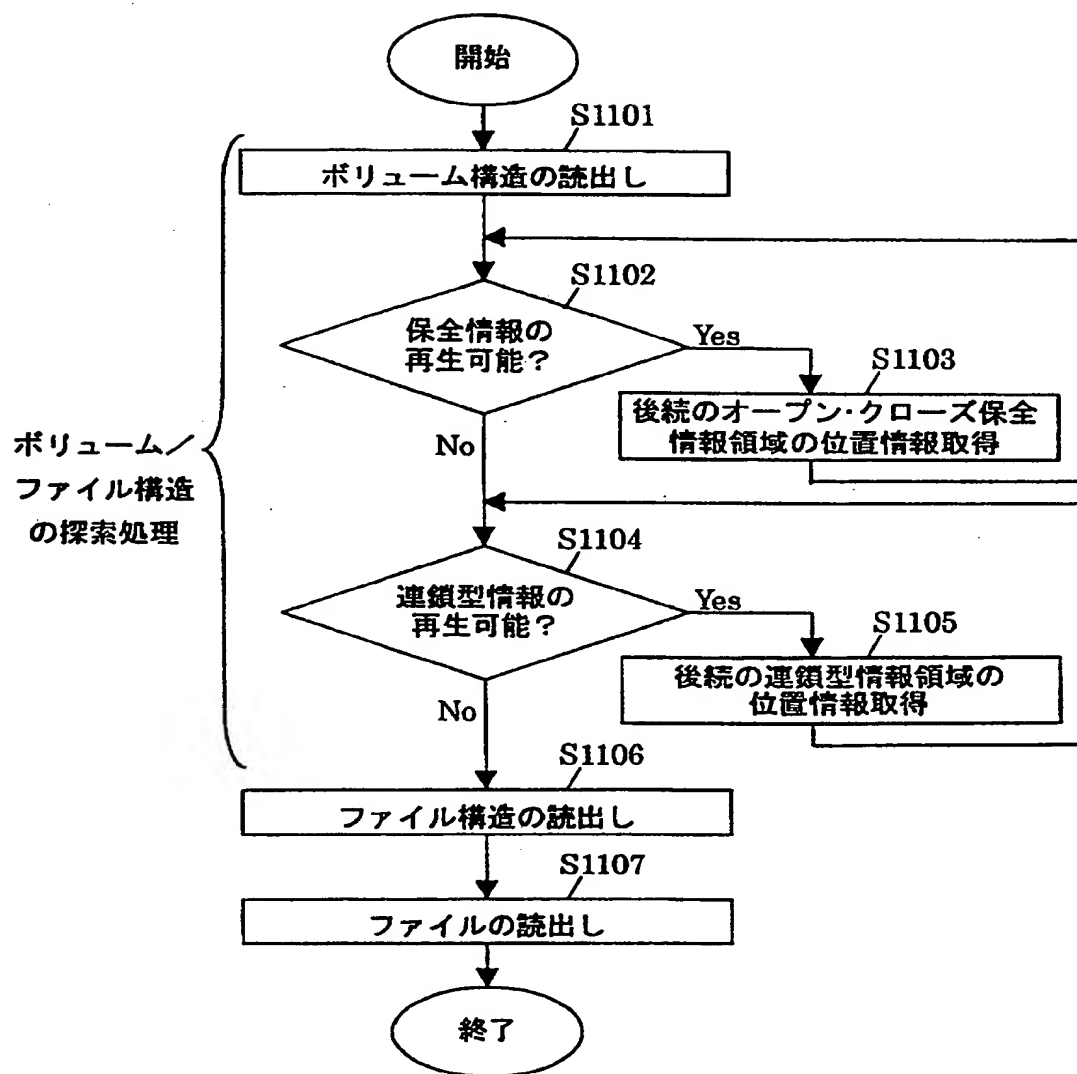 開始
S1101
ボリューム構造の読出し
S1102
保全情報の
再生可能？
Yes
S1103
後続のオープン・クローズ保全
情報領域の位置情報取得
No
ボリューム／
ファイル構造
の探索処理
S1104
連鎖型情報の
再生可能？
Yes
S1105
後続の連鎖型情報領域の
位置情報取得
No
S1106
ファイル構造の読出し
S1107
ファイルの読出し
終了